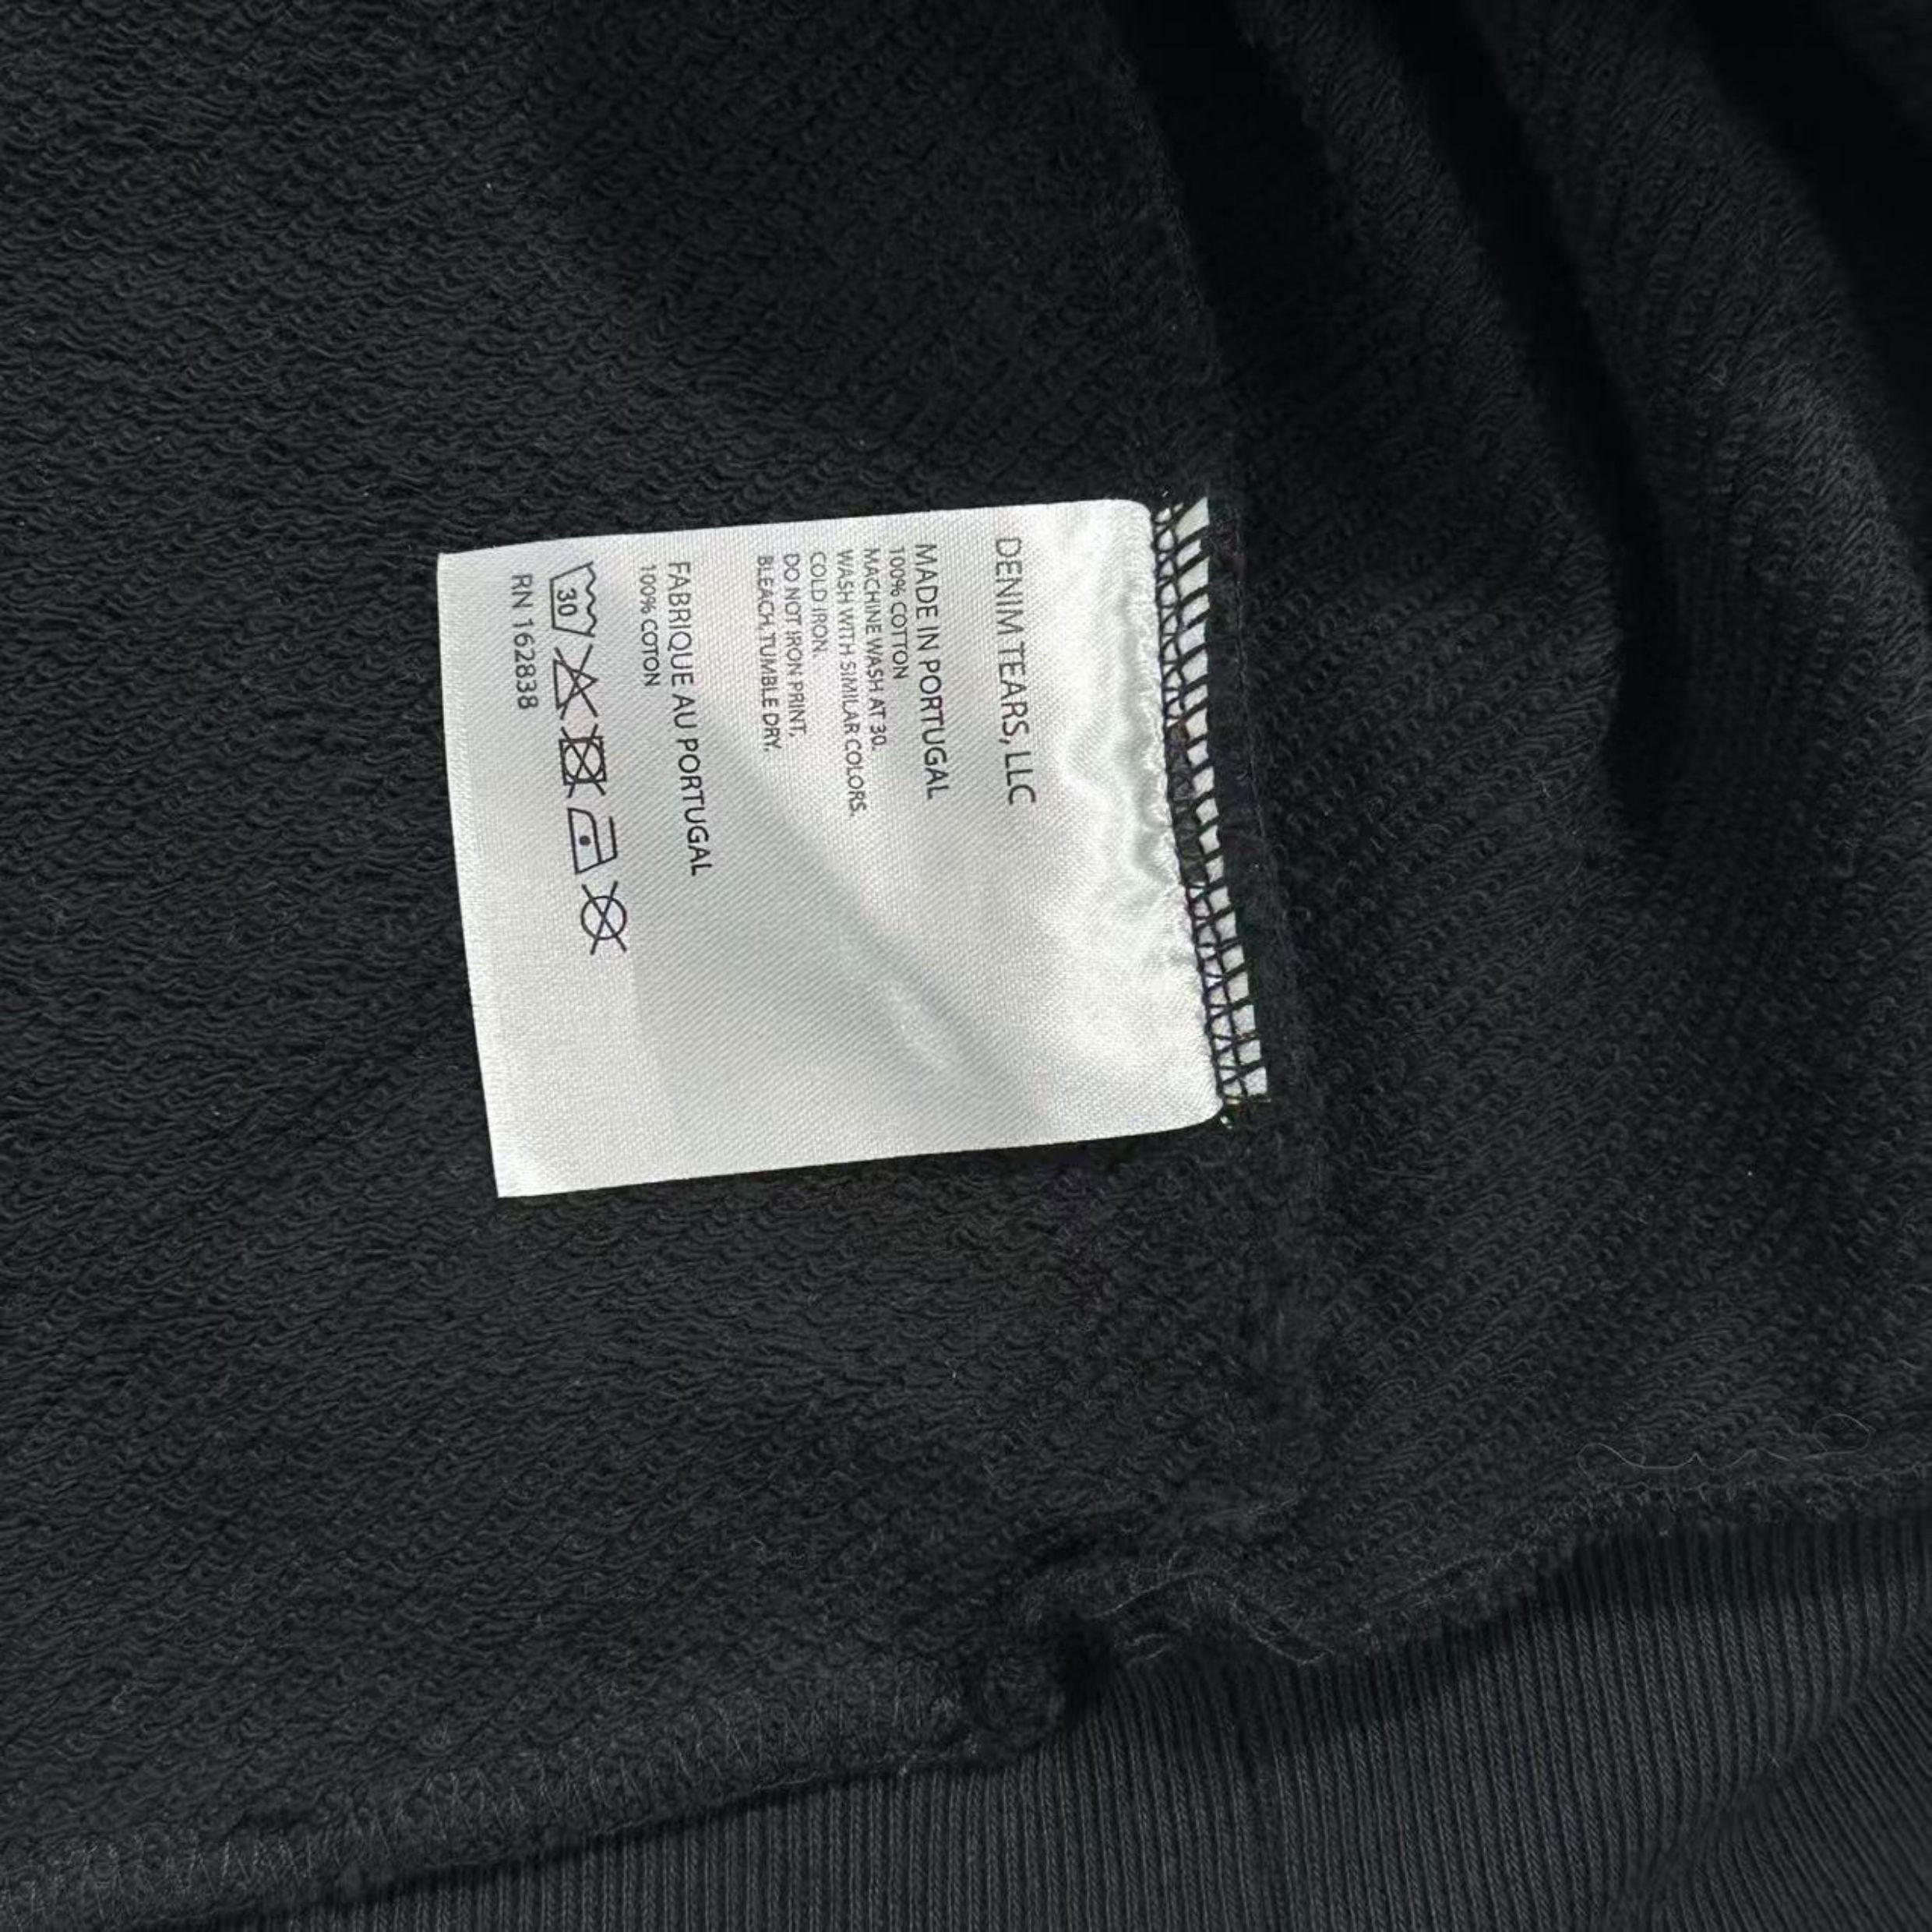 DENIM TEARS, LLC
MADE IN PORTUGAL
100% COTTON
MACHINE WASH AT 30.
WASH WITH SIMILAR COLORS.
COLD IRON.
DO NOT IRON PRINT,
BLEACH, TUMBLE DRY.
FABRIQUE AU PORTUGAL
100% COTON
30
RN 162838